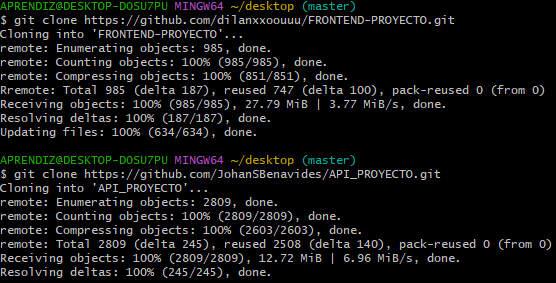 APRENDIZ@DESKTOP-DOSU7PU MINGW64 ~/desktop (master)
$ git clone https://github.com/dilanxxoouuu/FRONTEND-PROYECTO.git
Cloning into 'FRONTEND-PROYECTO'...
remote: Enumerating objects: 985, done.
remote: Counting objects: 100% (985/985), done.
remote: Compressing objects: 100% (851/851), done.
Rremote: Total 985 (delta 187), reused 747 (delta 100), pack-reused 0 (from 0)
Receiving objects: 100% (985/985), 27.79 MiB | 3.77 MiB/s, done.
Resolving deltas: 100% (187/187), done.
Updating files: 100% (634/634), done.
APRENDIZ@DESKTOP-DOSU7PU MINGW64 ~/desktop (master)
$ git clone https://github.com/JohanSBenavides/API_PROYECTO.git
Cloning into 'API_PROYECTO'...
remote: Enumerating objects: 2809, done.
remote: Counting objects: 100% (2809/2809), done.
remote: Compressing objects: 100% (2603/2603), done.
remote: Total 2809 (delta 245), reused 2508 (delta 140), pack-reused 0 (from 0)
Receiving objects: 100% (2809/2809), 12.72 MiB | 6.96 MiB/s, done.
Resolving deltas: 100% (245/245), done.